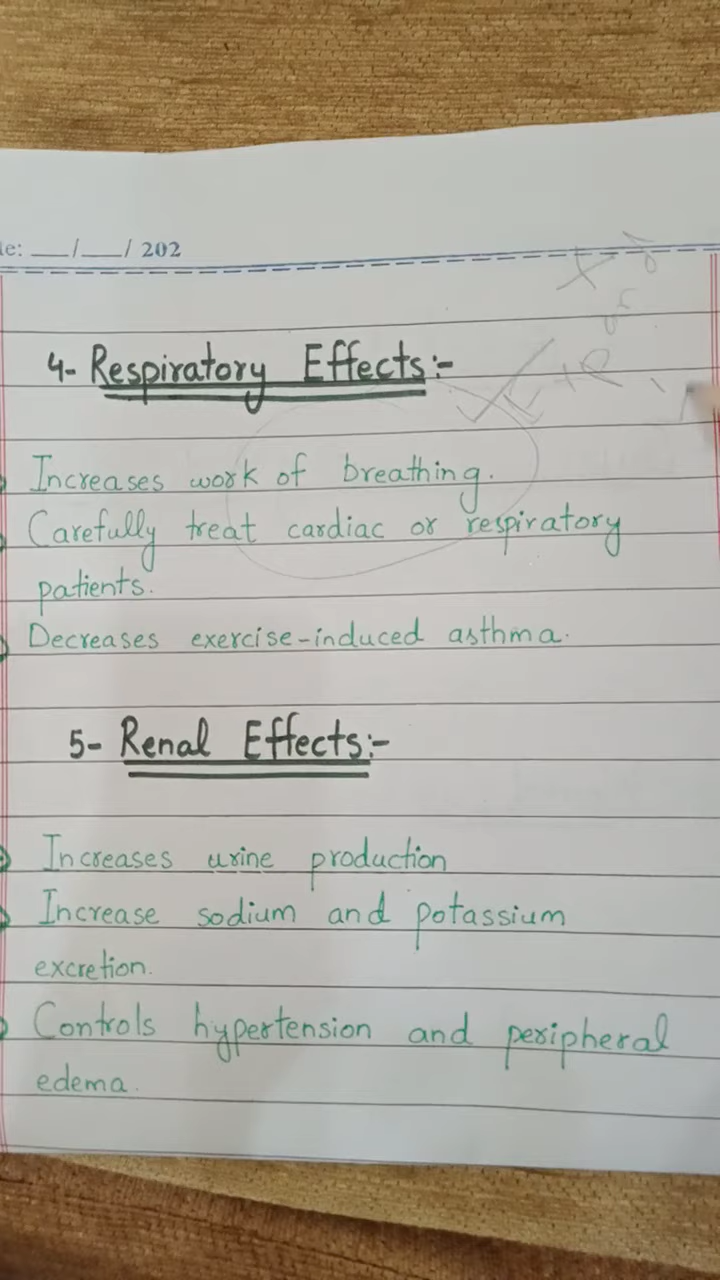 te: ___/___/ 202
4- Respiratory Effects:-
Increases work of breathing.
Carefully treat cardiac or respiratory
patients.
Decreases exercise-induced asthma.
5- Renal Effects:-
Increases urine production
Increase sodium and potassium
excretion.
Controls hypertension and peripheral
edema.